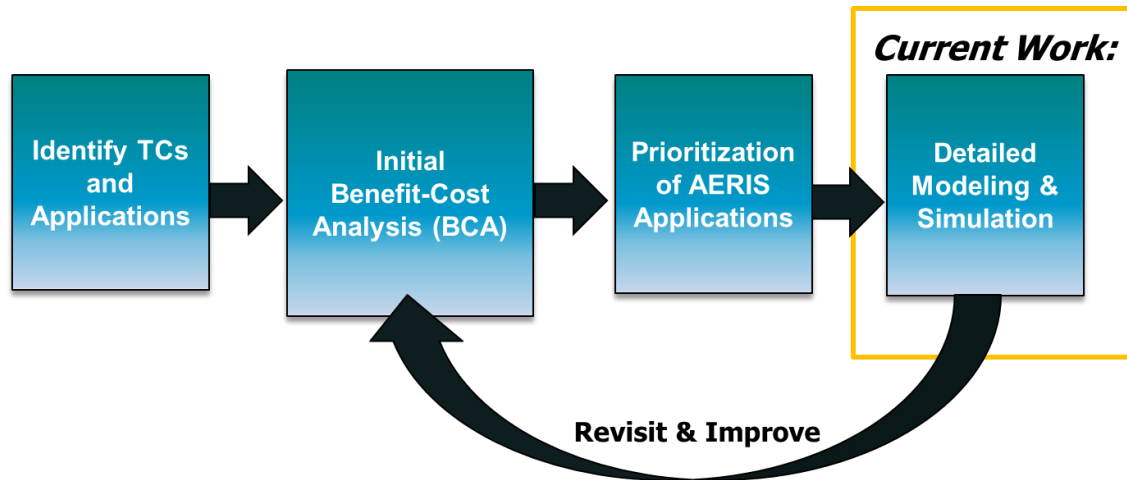 Current Work:
Identify TCs
and
Applications
Initial
Benefit-Cost
Analysis (BCA)
Prioritization
of AERIS
Applications
Detailed
Modeling &
Simulation
Revisit & Improve